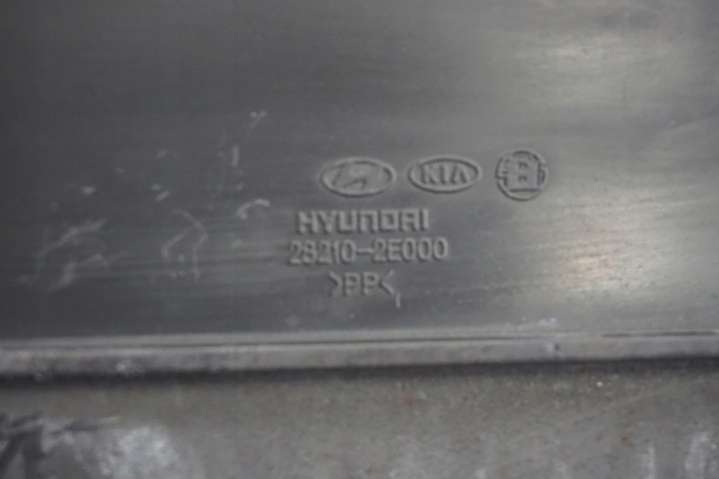 KIA
HYUNDAI
28210-2E000
>PP<